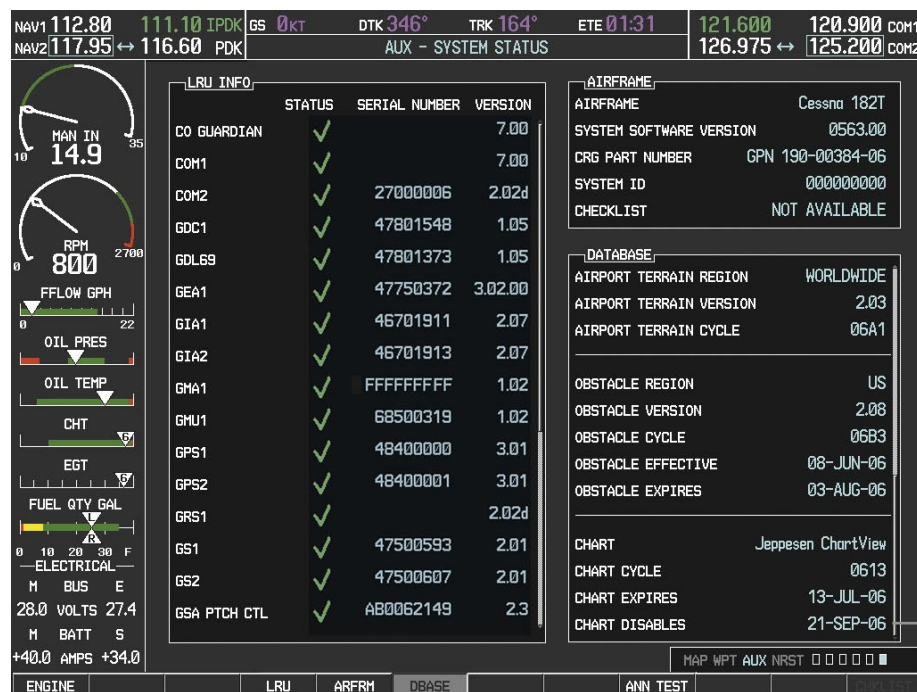 NAV1 112.80 111.10 IPDK GS 0KT DTK 346° TRK 164° ETE 01:31 121.600 120.900 COM1
NAV2 117.95 ↔ 116.60 PDK AUX – SYSTEM STATUS 126.975 ↔ 125.200 COM2
MAN IN
10 14.9 35
RPM
0 800 2700
FFLOW GPH
0 22
OIL PRES
OIL TEMP
CHT
6
EGT
6
FUEL QTY GAL
L
R
0 10 20 30 F
ELECTRICAL
M BUS E
28.0 VOLTS 27.4
M BATT S
+40.0 AMPS +34.0
LRU INFO
STATUS SERIAL NUMBER VERSION
CO GUARDIAN ✓ 7.00
COM1 ✓ 7.00
COM2 ✓ 27000006 2.02d
GDC1 ✓ 47801548 1.05
GDL69 ✓ 47801373 1.05
GEA1 ✓ 47750372 3.02.00
GIA1 ✓ 46701911 2.07
GIA2 ✓ 46701913 2.07
GMA1 ✓ FFFFFFFFF 1.02
GMU1 ✓ 68500319 1.02
GPS1 ✓ 48400000 3.01
GPS2 ✓ 48400001 3.01
GRS1 ✓ 2.02d
GS1 ✓ 47500593 2.01
GS2 ✓ 47500607 2.01
GSA PTCH CTL ✓ AB0062149 2.3
AIRFRAME
AIRFRAME Cessna 182T
SYSTEM SOFTWARE VERSION 0563.00
CRG PART NUMBER GPN 190-00384-06
SYSTEM ID 000000000
CHECKLIST NOT AVAILABLE
DATABASE
AIRPORT TERRAIN REGION WORLDWIDE
AIRPORT TERRAIN VERSION 2.03
AIRPORT TERRAIN CYCLE 06A1
OBSTACLE REGION US
OBSTACLE VERSION 2.08
OBSTACLE CYCLE 06B3
OBSTACLE EFFECTIVE 08-JUN-06
OBSTACLE EXPIRES 03-AUG-06
CHART Jeppesen ChartView
CHART CYCLE 0613
CHART EXPIRES 13-JUL-06
CHART DISABLES 21-SEP-06
MAP WPT AUX NRST
ENGINE LRU ARFRM DBASE ANN TEST CHKLIST